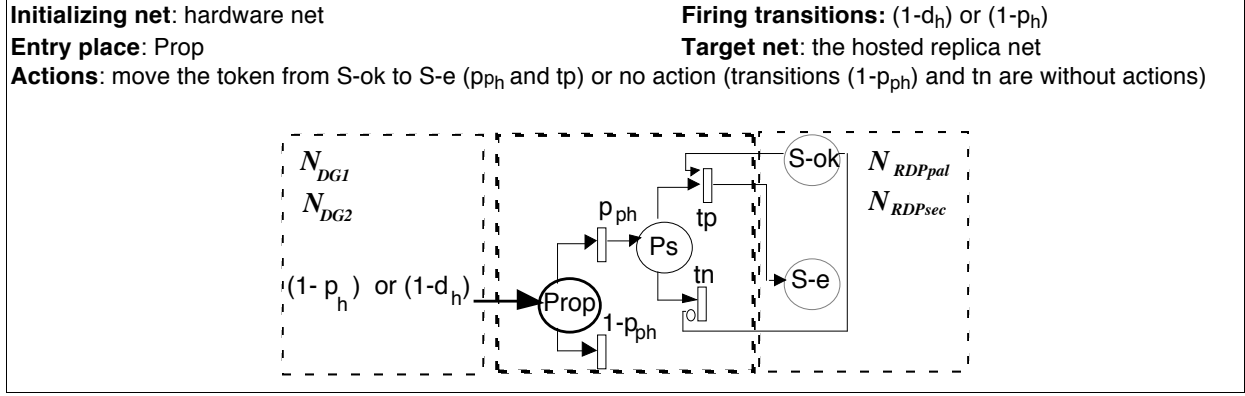 Initializing net: hardware net
Firing transitions: (1-dh) or (1-ph)
Entry place: Prop
Target net: the hosted replica net
Actions: move the token from S-ok to S-e (pph and tp) or no action (transitions (1-pph) and tn are without actions)
NDG1
NDG2
S-ok
NRDPpal
NRDPsec
pph
tp
Ps
tn
S-e
(1- ph) or (1-dh)
Prop
1-pph